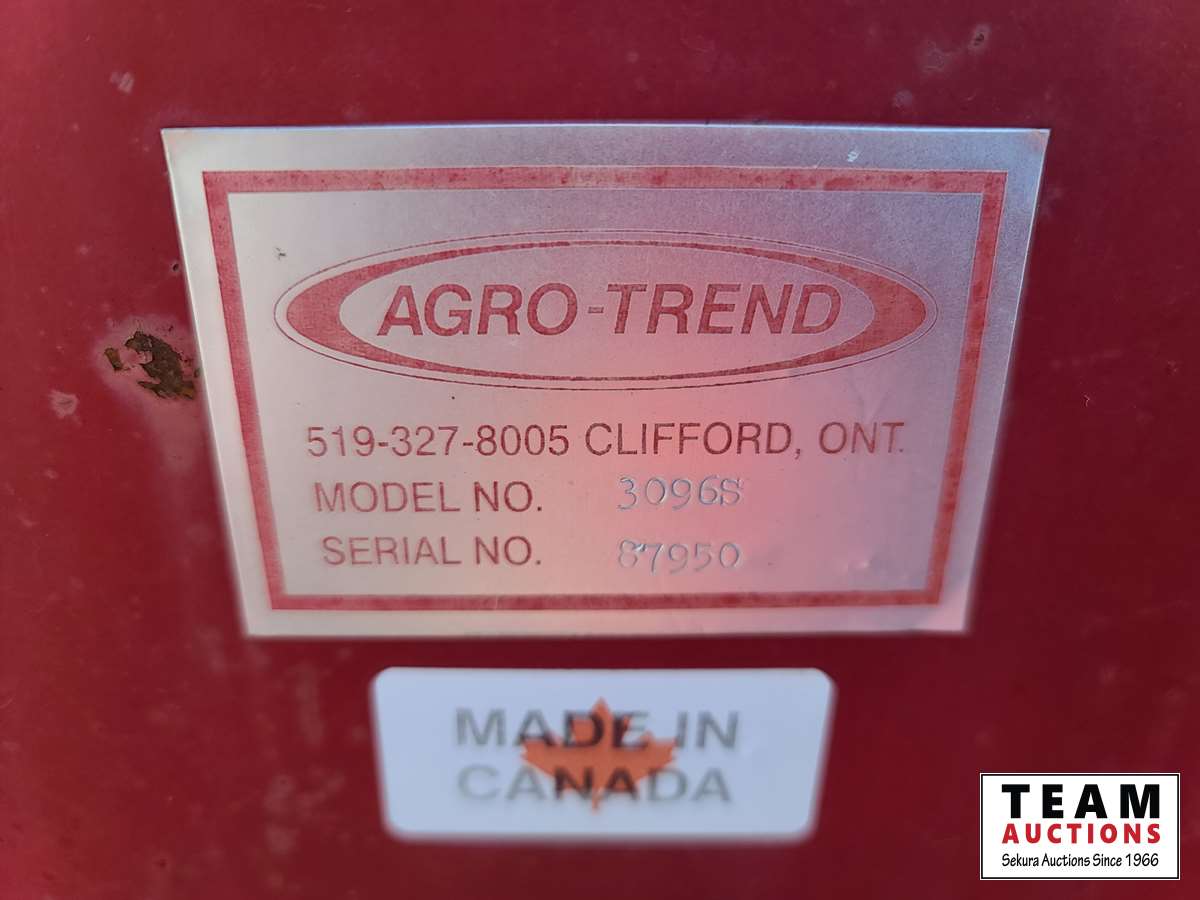 AGRO-TREND
519-327-8005 CLIFFORD, ONT.
MODEL NO. 3096S
SERIAL NO. 87950
MADE IN
CANADA
TEAM
AUCTIONS
Sekura Auctions Since 1966